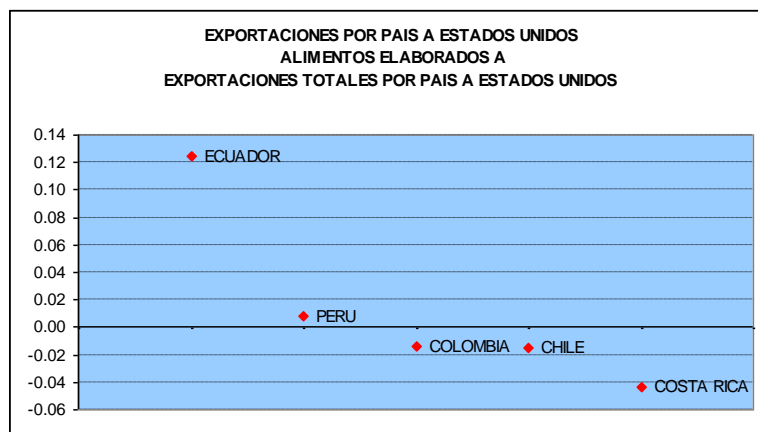 EXPORTACIONES POR PAIS A ESTADOS UNIDOS
ALIMENTOS ELABORADOS A
EXPORTACIONES TOTALES POR PAIS A ESTADOS UNIDOS
0.14
0.12
ECUADOR
0.10
0.08
0.06
0.04
0.02
PERU
0.00
-0.02
COLOMBIA
CHILE
-0.04
COSTA RICA
-0.06